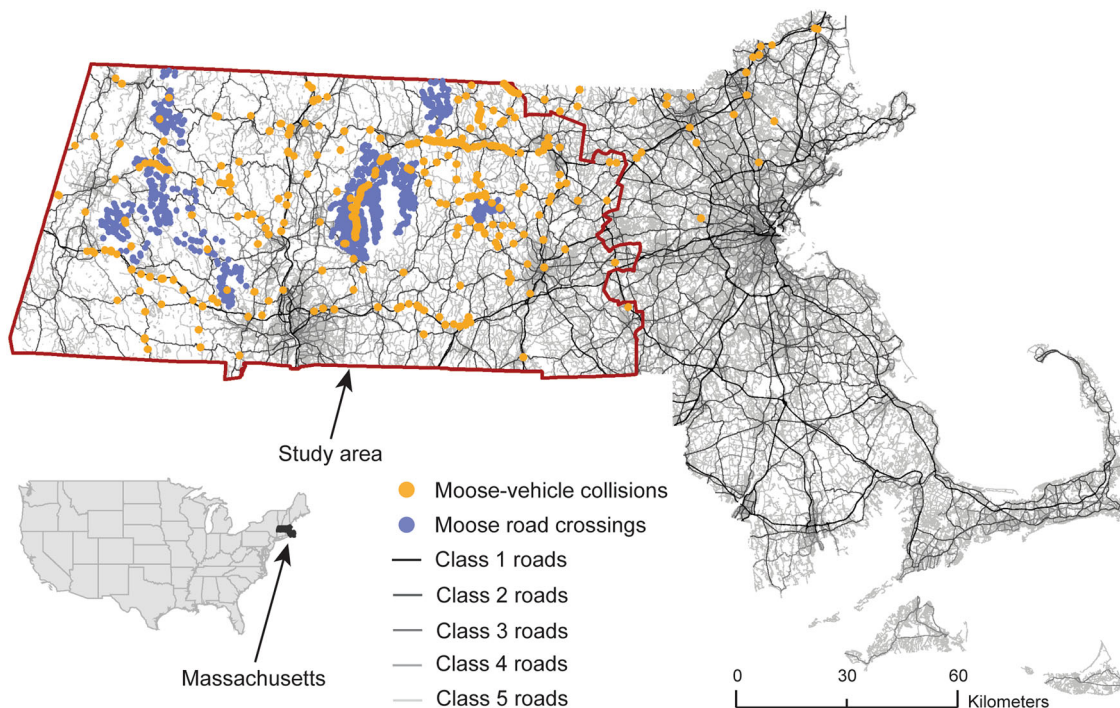 Study area
Moose-vehicle collisions
Moose road crossings
Class 1 roads
Class 2 roads
Class 3 roads
Class 4 roads
Class 5 roads
Massachusetts
0 30 60
Kilometers